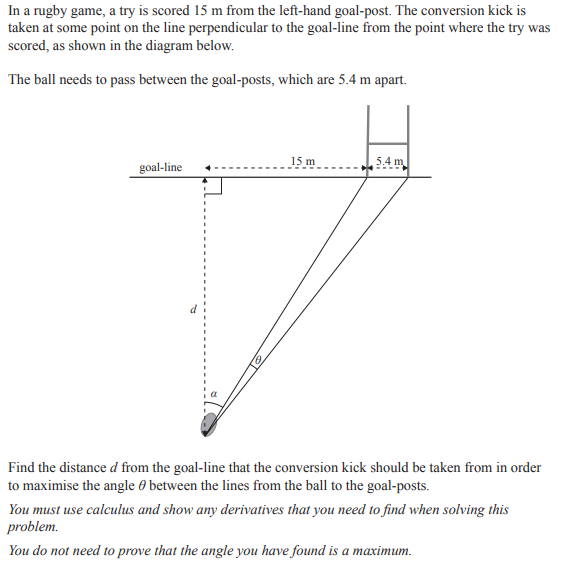 In a rugby game, a try is scored 15 m from the left-hand goal-post. The conversion kick is
taken at some point on the line perpendicular to the goal-line from the point where the try was
scored, as shown in the diagram below.
The ball needs to pass between the goal-posts, which are 5.4 m apart.
goal-line
15 m
5.4 m
d
θ
α
Find the distance d from the goal-line that the conversion kick should be taken from in order
to maximise the angle θ between the lines from the ball to the goal-posts.
You must use calculus and show any derivatives that you need to find when solving this
problem.
You do not need to prove that the angle you have found is a maximum.